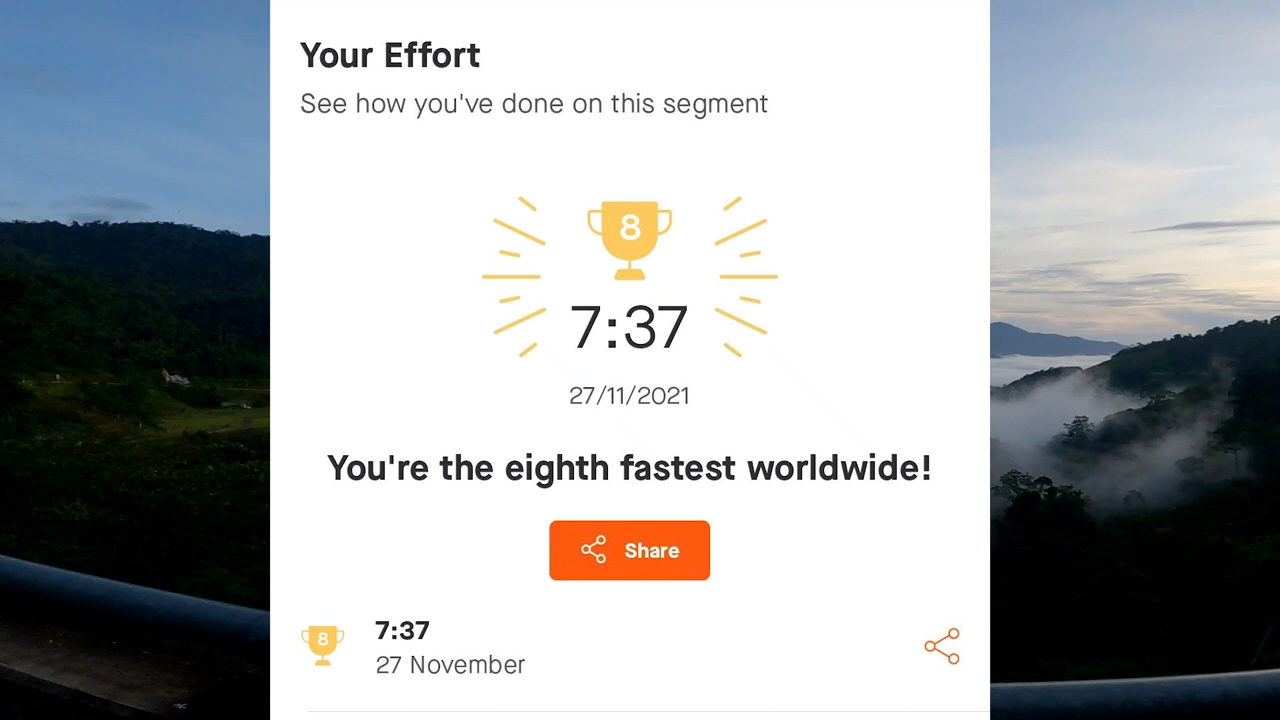 Your Effort
See how you've done on this segment
8
7:37
27/11/2021
You're the eighth fastest worldwide!
Share
8
7:37
27 November